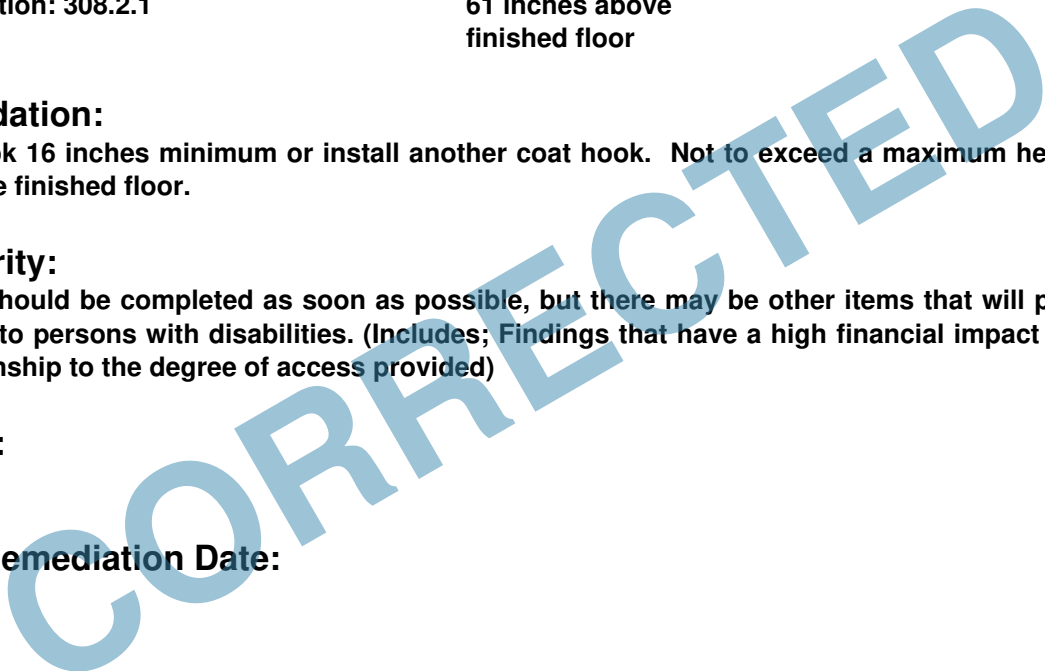 tion: 308.2.1 61 inches above
finished floor
dation:
ok 16 inches minimum or install another coat hook. Not to exceed a maximum he
e finished floor.
rity:
hould be completed as soon as possible, but there may be other items that will p
to persons with disabilities. (Includes; Findings that have a high financial impact
nship to the degree of access provided)
:
emediation Date:
CORRECTED